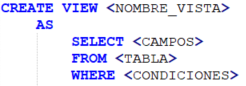 CREATE VIEW <NOMBRE_VISTA>
AS
SELECT <CAMPOS>
FROM <TABLA>
WHERE <CONDICIONES>